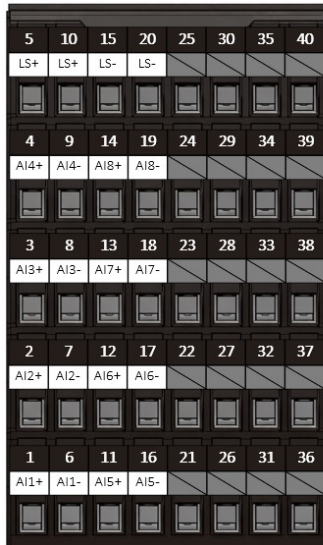 5 10 15 20 25 30 35 40
LS+ LS+ LS- LS-
4 9 14 19 24 29 34 39
AI4+ AI4- AI8+ AI8-
3 8 13 18 23 28 33 38
AI3+ AI3- AI7+ AI7-
2 7 12 17 22 27 32 37
AI2+ AI2- AI6+ AI6-
1 6 11 16 21 26 31 36
AI1+ AI1- AI5+ AI5-